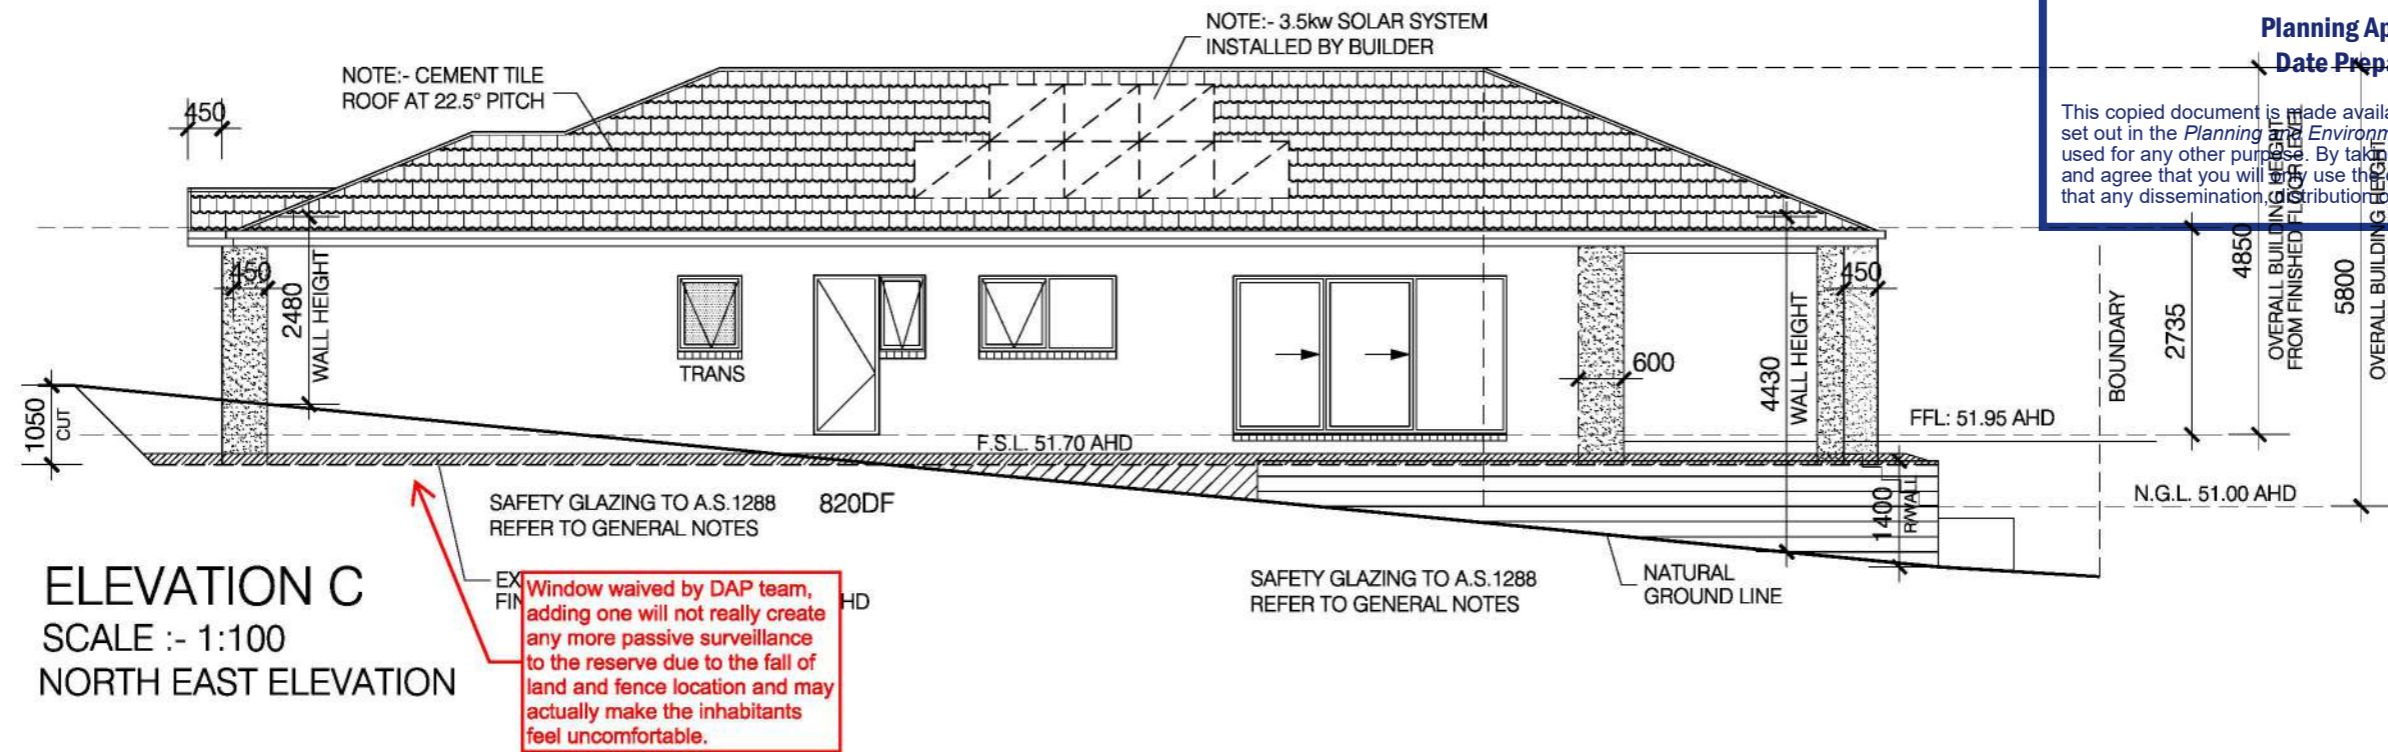 NOTE:- 3.5kw SOLAR SYSTEM
INSTALLED BY BUILDER
NOTE:- CEMENT TILE
ROOF AT 22.5° PITCH
450
Planning
Date
This copied document is made
set out in the Planning and
used for any other purpose. By
and agree that you will only use
that any dissemination, distribution
450
2480
WALL HEIGHT
1050
CUT
TRANS
F.S.L. 51.70 AHD
600
4430
WALL HEIGHT
450
FFL: 51.95 AHD
BOUNDARY
2735
4850
OVERALL BUILDING HEIGHT
FROM FINISHED FLOOR LEVEL
5800
OVERALL BUILDING HEIGHT
N.G.L. 51.00 AHD
1400
R/WALL
SAFETY GLAZING TO A.S.1288
REFER TO GENERAL NOTES
820DF
SAFETY GLAZING TO A.S.1288
REFER TO GENERAL NOTES
NATURAL
GROUND LINE
ELEVATION C
SCALE :- 1:100
NORTH EAST ELEVATION
Window waived by DAP team,
adding one will not really create
any more passive surveillance
to the reserve due to the fall of
land and fence location and may
actually make the inhabitants
feel uncomfortable.